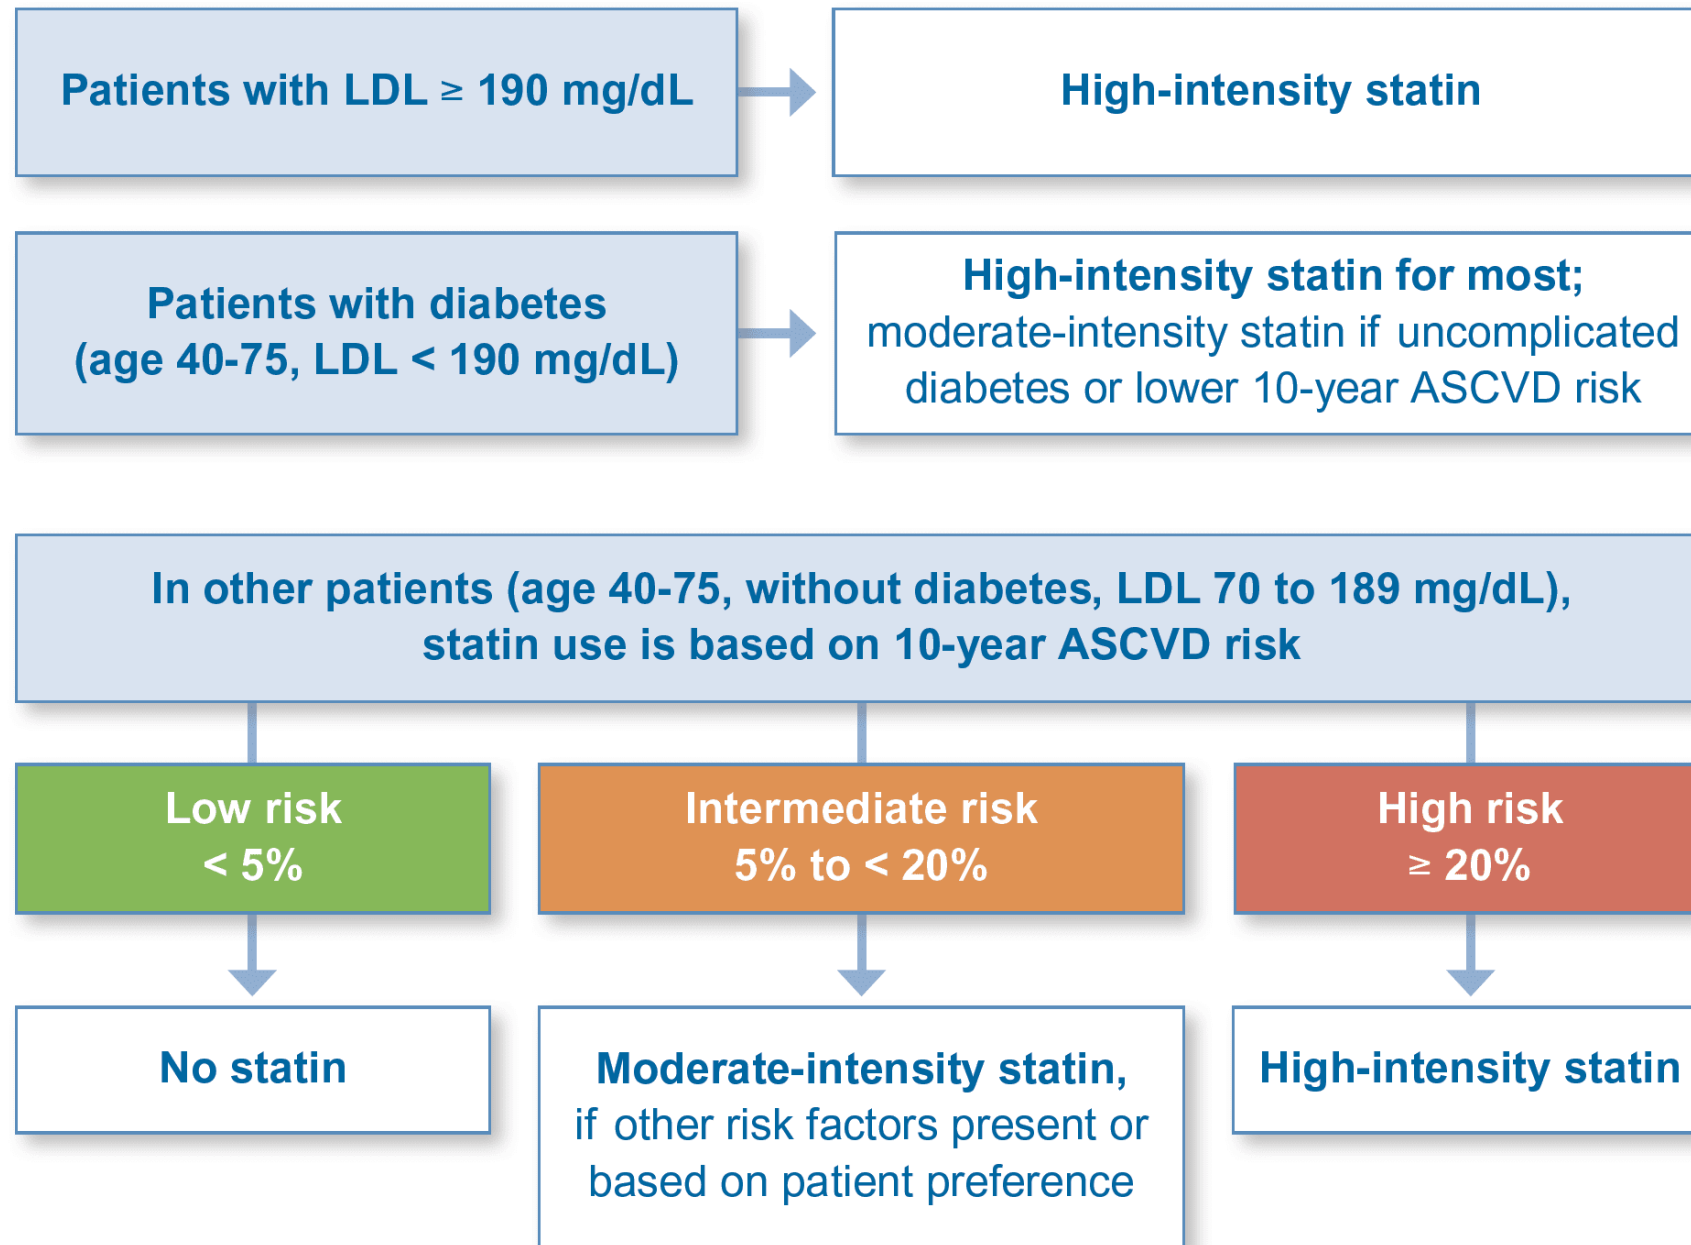 Patients with LDL ≥ 190 mg/dL
High-intensity statin
Patients with diabetes
(age 40-75, LDL < 190 mg/dL)
High-intensity statin for most;
moderate-intensity statin if uncomplicated
diabetes or lower 10-year ASCVD risk
In other patients (age 40-75, without diabetes, LDL 70 to 189 mg/dL),
statin use is based on 10-year ASCVD risk
Low risk
< 5%
Intermediate risk
5% to < 20%
High risk
≥ 20%
No statin
Moderate-intensity statin,
if other risk factors present or
based on patient preference
High-intensity statin